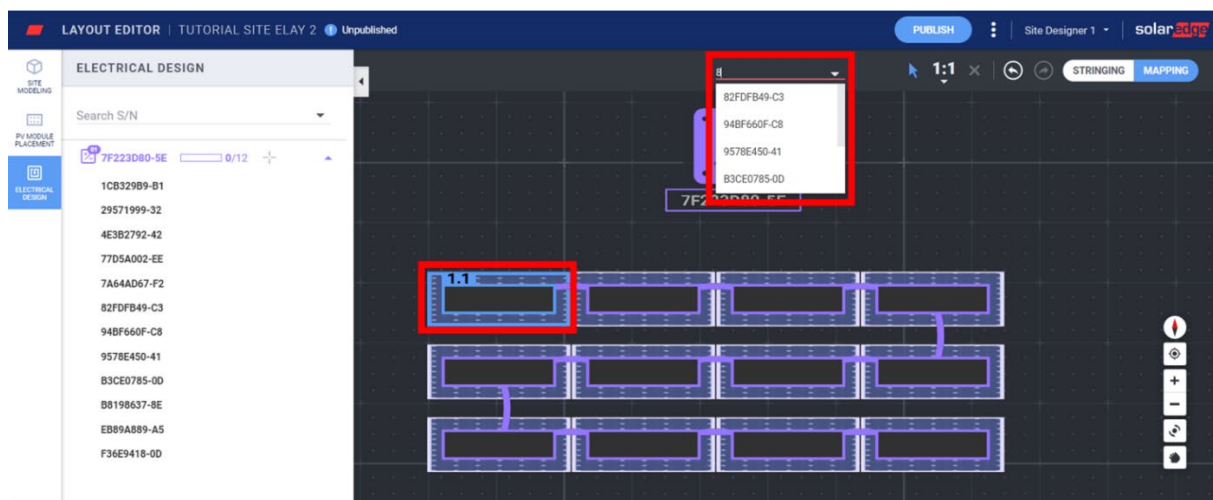 LAYOUT EDITOR | TUTORIAL SITE ELAY 2 Unpublished
PUBLISH
Site Designer 1
solaredge
SITE
MODELING
PV MODULE
PLACEMENT
ELECTRICAL
DESIGN
ELECTRICAL DESIGN
Search S/N
01
7F223D80-5E 0/12
1CB329B9-B1
29571999-32
4E3B2792-42
77D5A002-EE
7A64AD67-F2
82FDFB49-C3
94BF660F-C8
9578E450-41
B3CE0785-0D
B8198637-8E
EB89A889-A5
F36E9418-0D
8
82FDFB49-C3
94BF660F-C8
9578E450-41
B3CE0785-0D
1:1
STRINGING
MAPPING
7F223D80-5E
1.1